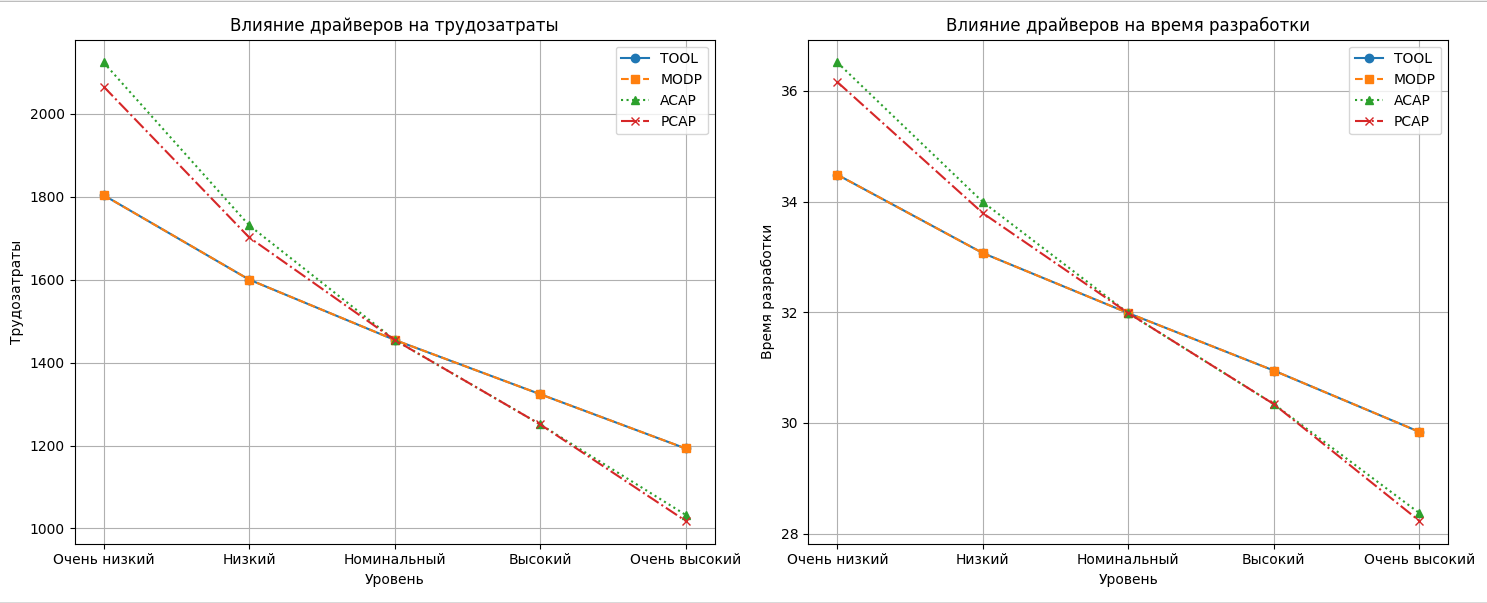 Влияние драйверов на трудозатраты
Трудозатраты
2000
1800
1600
1400
1200
1000
TOOL
MODP
ACAP
PCAP
Очень низкий
Низкий
Номинальный
Высокий
Очень высокий
Уровень
Влияние драйверов на время разработки
Время разработки
36
34
32
30
28
TOOL
MODP
ACAP
PCAP
Очень низкий
Низкий
Номинальный
Высокий
Очень высокий
Уровень